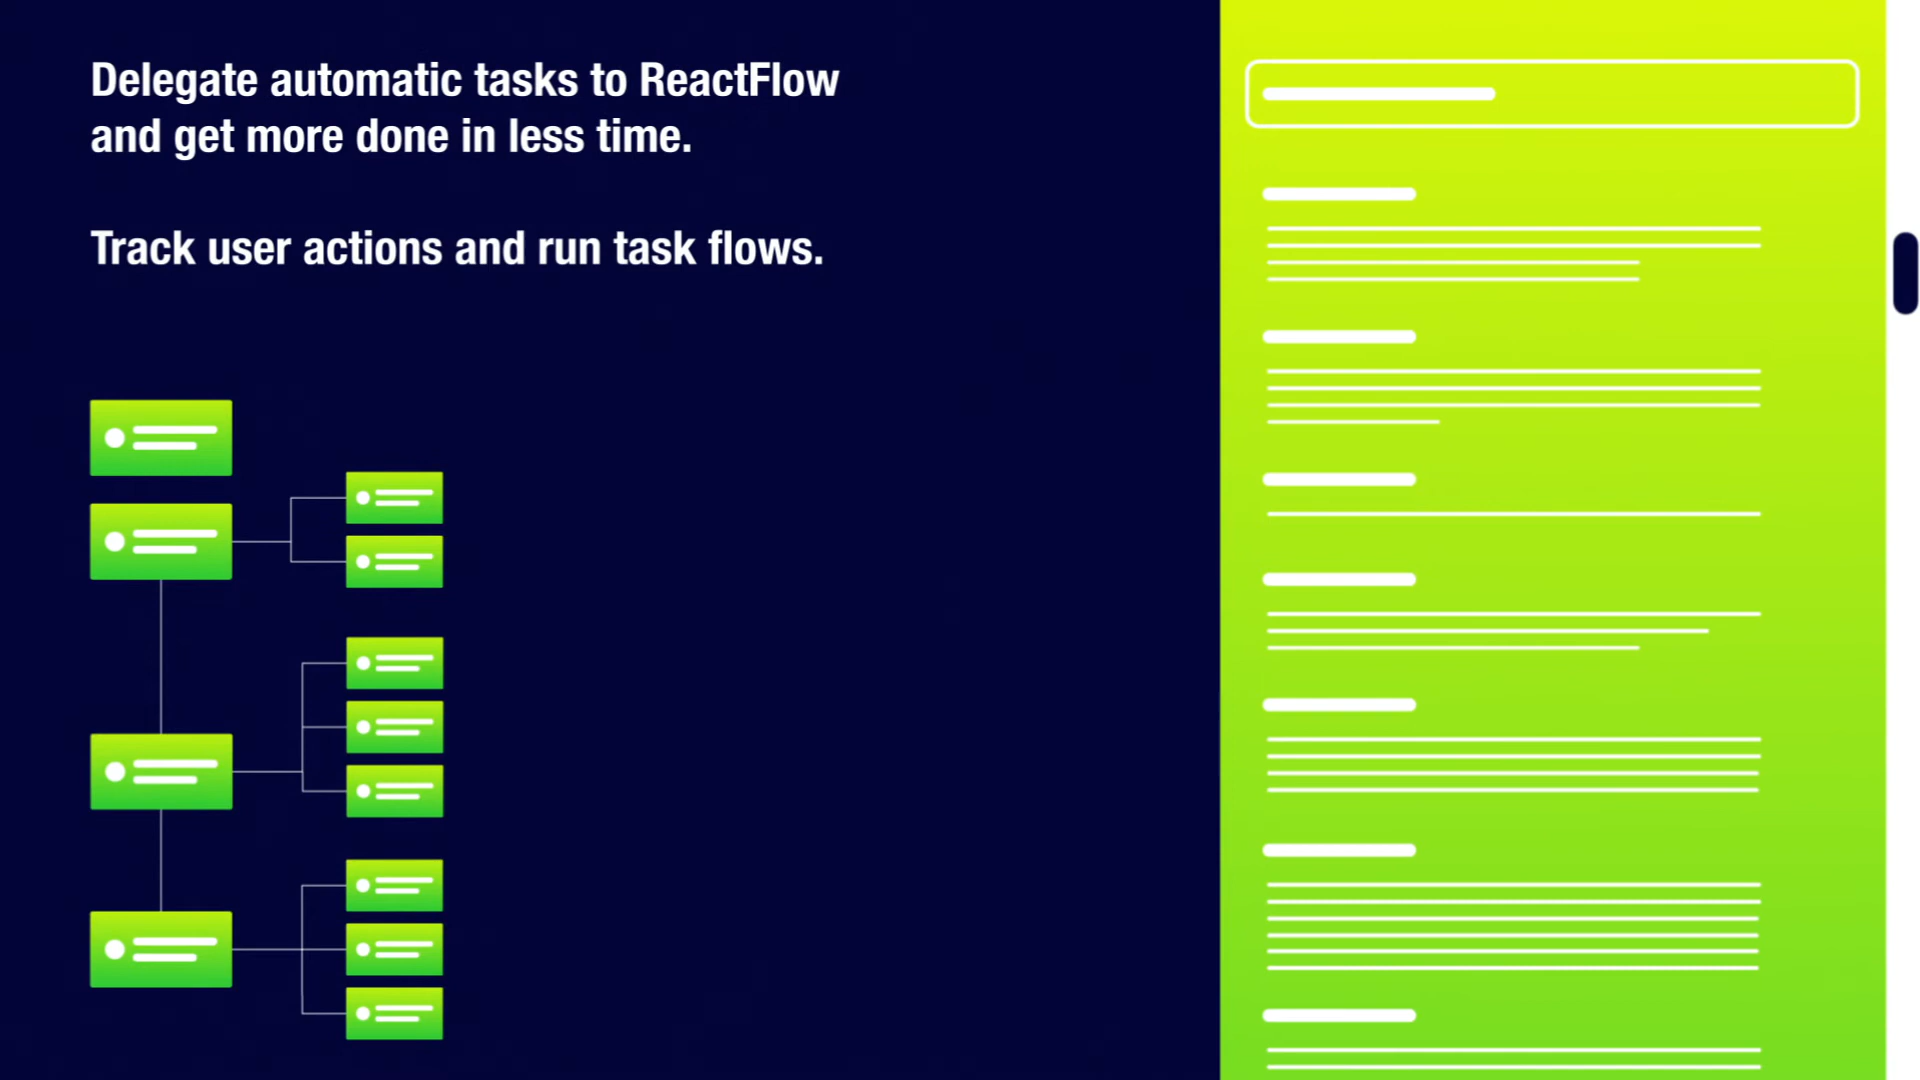 Delegate automatic tasks to ReactFlow
and get more done in less time.
Track user actions and run task flows.